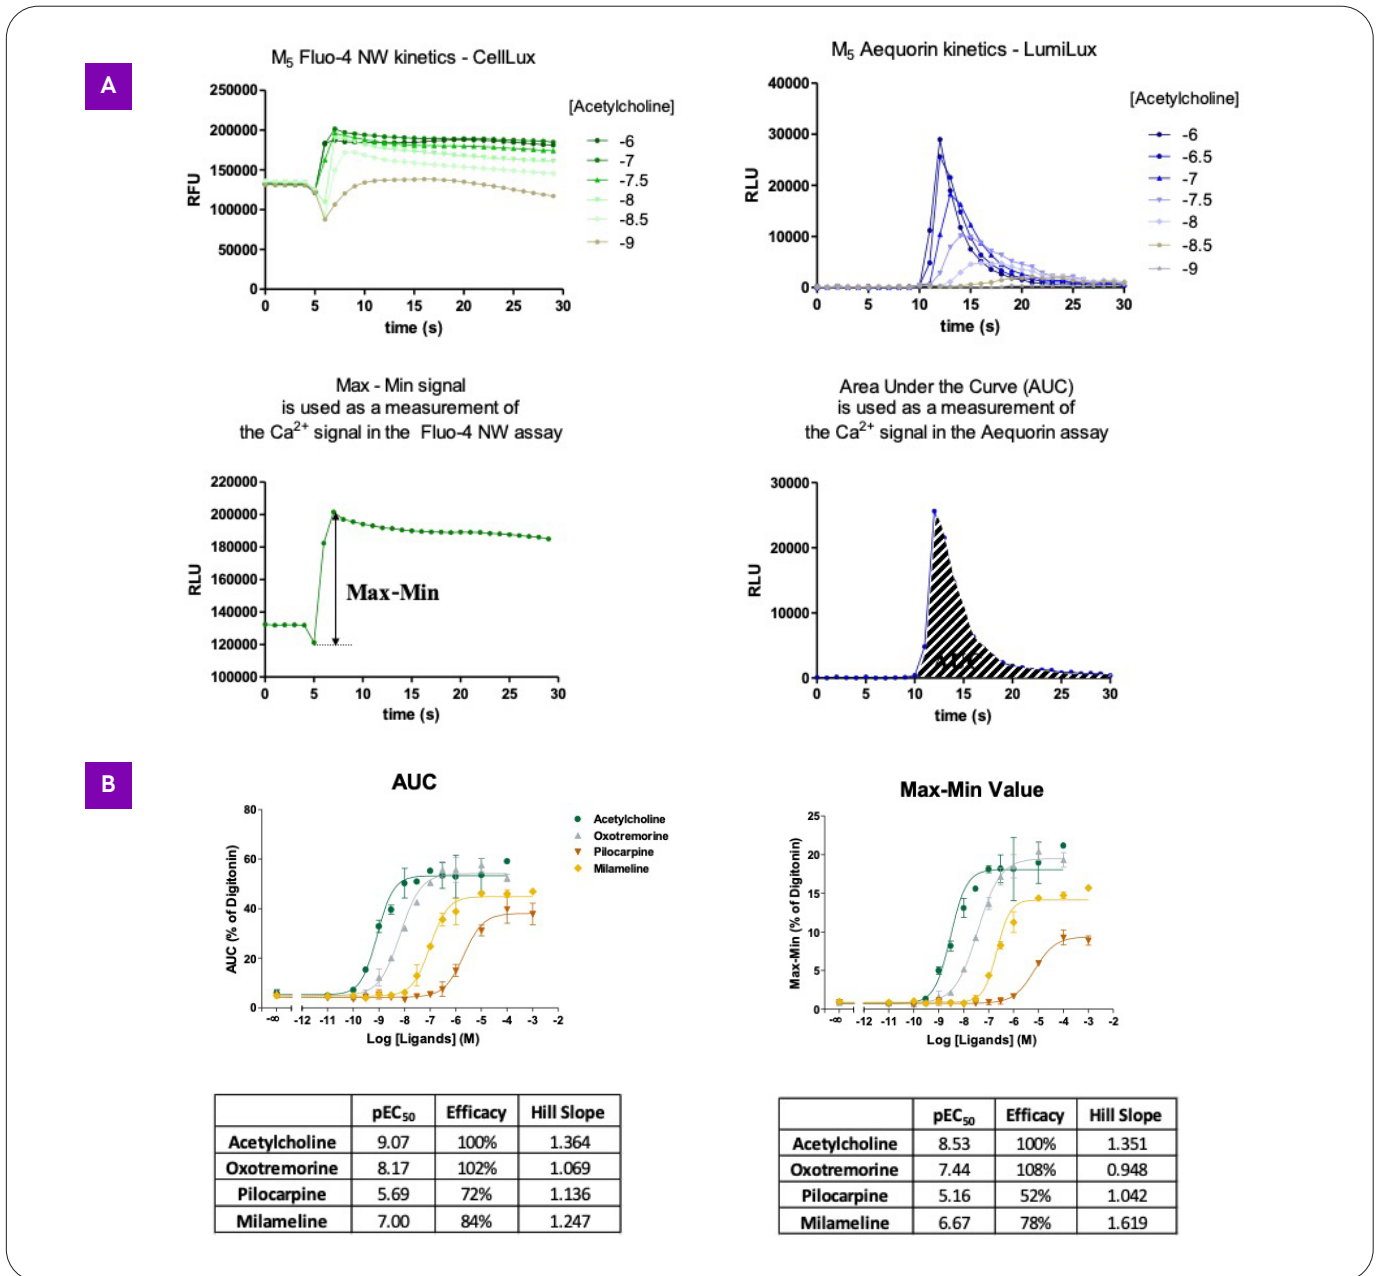 A
M5 Fluo-4 NW kinetics - CellLux
250000
200000
150000
100000
50000
0
RFU
0 5 10 15 20 25 30
time (s)
[Acetylcholine]
-6
-7
-7.5
-8
-8.5
-9
M5 Aequorin kinetics - LumiLux
40000
30000
20000
10000
0
RLU
0 5 10 15 20 25 30
time (s)
[Acetylcholine]
-6
-6.5
-7
-7.5
-8
-8.5
-9
Max - Min signal
is used as a measurement of
the Ca2+ signal in the Fluo-4 NW assay
220000
200000
180000
160000
140000
120000
100000
RLU
Max-Min
0 5 10 15 20 25 30
time (s)
Area Under the Curve (AUC)
is used as a measurement of
the Ca2+ signal in the Aequorin assay
30000
20000
10000
0
RLU
0 5 10 15 20 25 30
time (s)
B
AUC
80
60
40
20
0
AUC (% of Digitonin)
-∞ -12 -11 -10 -9 -8 -7 -6 -5 -4 -3 -2
Log [Ligands] (M)
Acetylcholine
Oxotremorine
Pilocarpine
Milameline
Max-Min Value
25
20
15
10
5
0
Max-Min (% of Digitonin)
-∞ -12 -11 -10 -9 -8 -7 -6 -5 -4 -3 -2
Log [Ligands] (M)
pEC50 Efficacy Hill Slope
Acetylcholine 9.07 100% 1.364
Oxotremorine 8.17 102% 1.069
Pilocarpine 5.69 72% 1.136
Milameline 7.00 84% 1.247
pEC50 Efficacy Hill Slope
Acetylcholine 8.53 100% 1.351
Oxotremorine 7.44 108% 0.948
Pilocarpine 5.16 52% 1.042
Milameline 6.67 78% 1.619